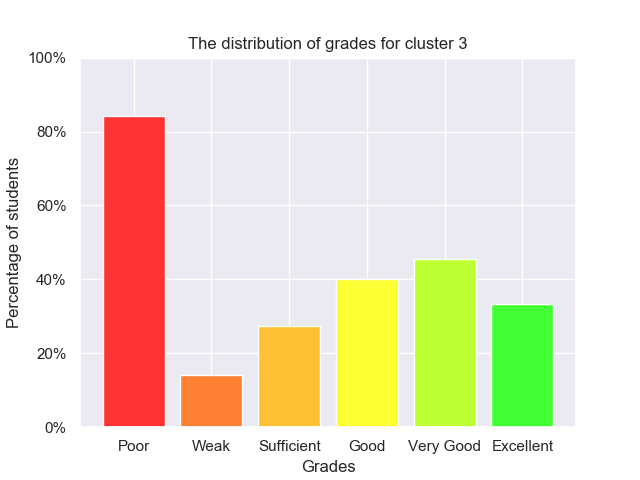 The distribution of grades for cluster 3
100%
80%
60%
40%
20%
0%
Percentage of students
Poor Weak Sufficient Good Very Good Excellent
Grades